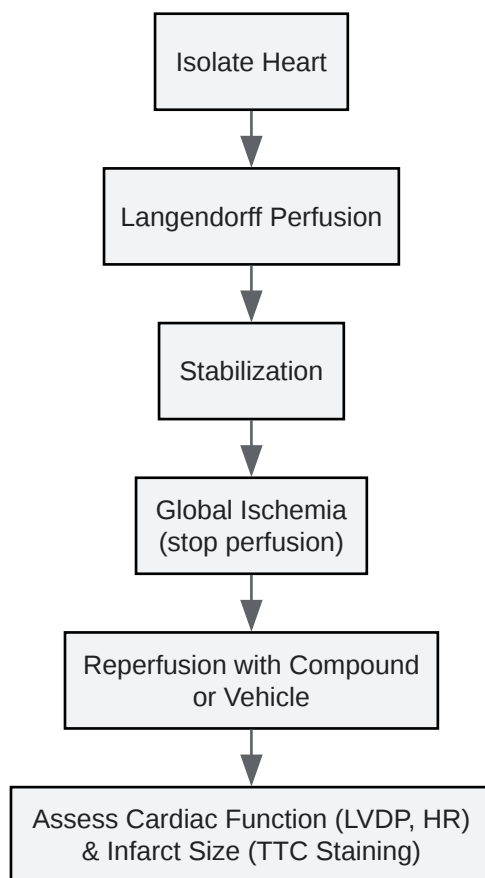 Isolate Heart
Langendorff Perfusion
Stabilization
Global Ischemia
(stop perfusion)
Reperfusion with Compound
or Vehicle
Assess Cardiac Function (LVDP, HR)
& Infarct Size (TTC Staining)